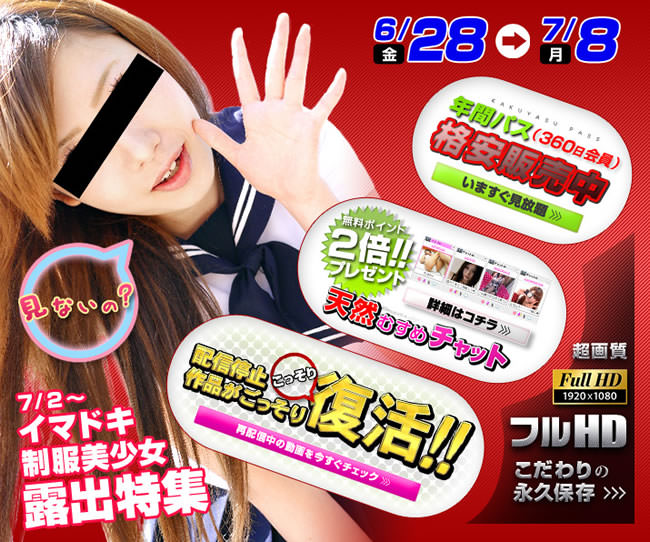 6/28 金 → 7/8 月
KAKUYASU PASS
年間パス(360日会員)
格安販売中
いますぐ見放題
無料ポイント
2倍!!
プレゼント
詳細はコチラ
天然むすめチャット
見ないの?
配信停止
作品がごっそり
こっそり
復活!!
再配信中の動画を今すぐチェック
7/2～
イマドキ
制服美少女
露出特集
超画質
Full HD
1920×1080
フルHD
こだわりの
永久保存 >>>